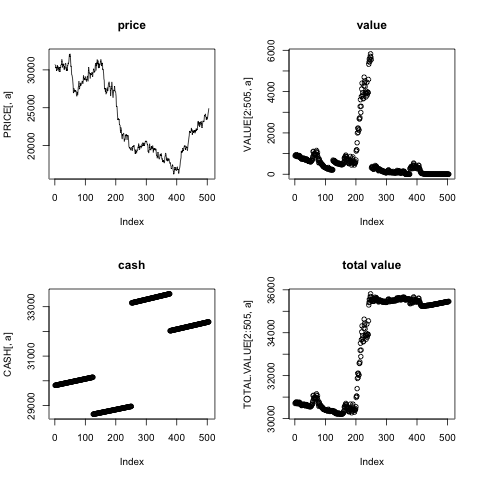 price
PRICE[, a]
20000 25000 30000
0 100 200 300 400 500
Index
value
VALUE[2:505, a]
0 2000 4000 6000
0 100 200 300 400 500
Index
cash
CASH[, a]
29000 31000 33000
0 100 200 300 400 500
Index
total value
TOTAL.VALUE[2:505, a]
30000 32000 34000 36000
0 100 200 300 400 500
Index